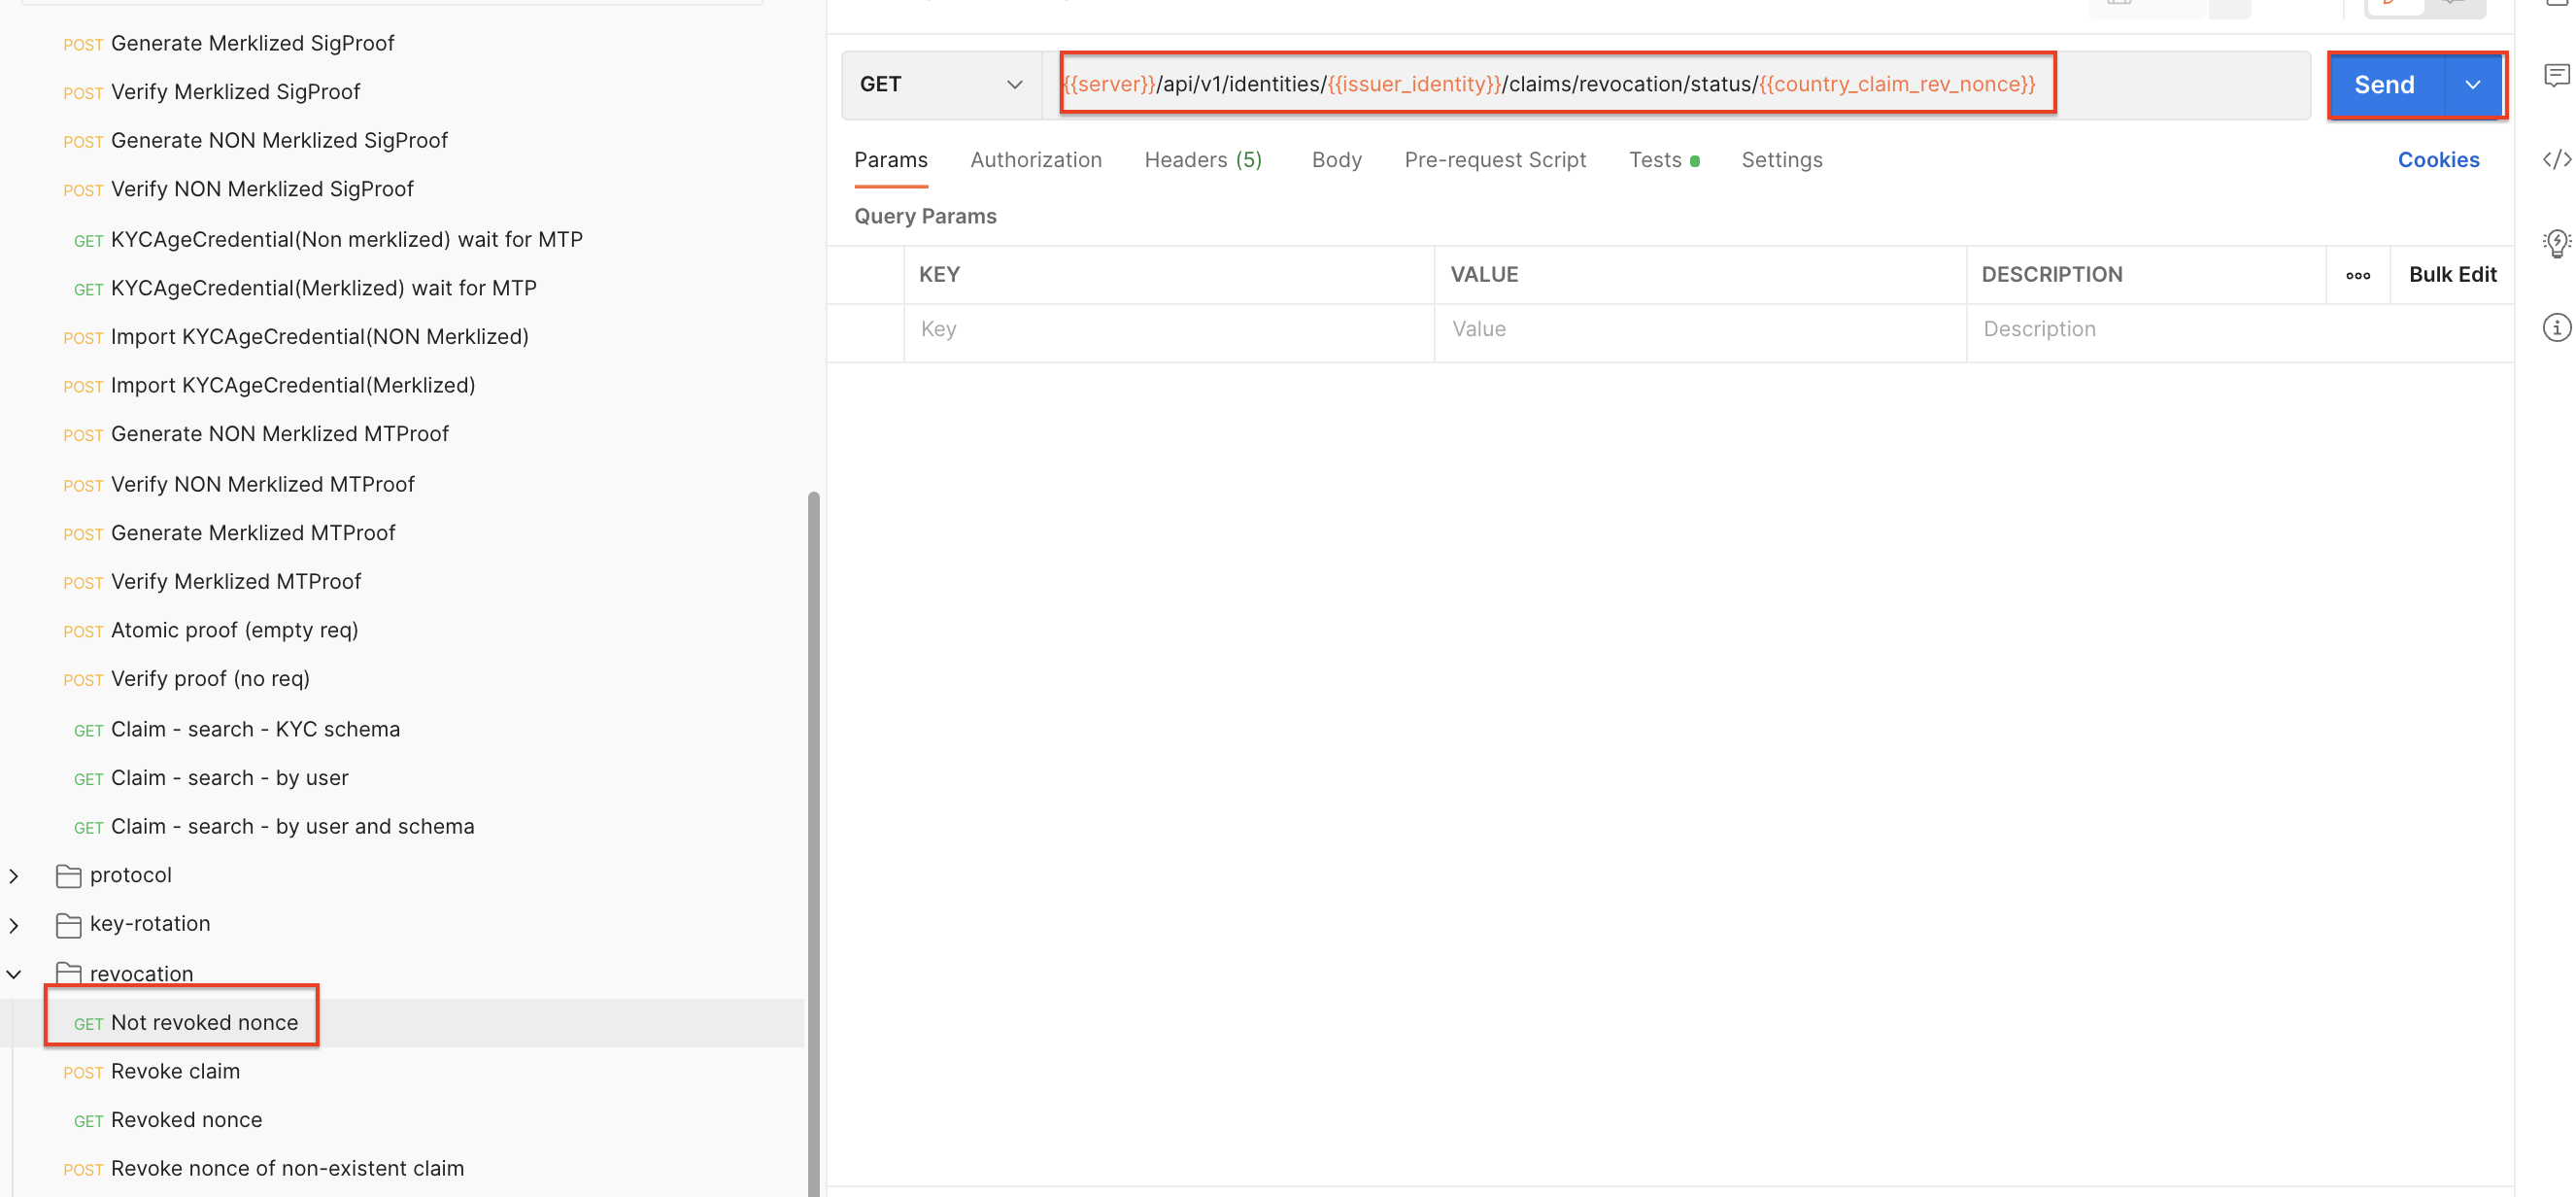 POST Generate Merklized SigProof
POST Verify Merklized SigProof
POST Generate NON Merklized SigProof
POST Verify NON Merklized SigProof
GET KYCAgeCredential(Non merklized) wait for MTP
GET KYCAgeCredential(Merklized) wait for MTP
POST Import KYCAgeCredential(NON Merklized)
POST Import KYCAgeCredential(Merklized)
POST Generate NON Merklized MTProof
POST Verify NON Merklized MTProof
POST Generate Merklized MTProof
POST Verify Merklized MTProof
POST Atomic proof (empty req)
POST Verify proof (no req)
GET Claim - search - KYC schema
GET Claim - search - by user
GET Claim - search - by user and schema
protocol
key-rotation
revocation
GET Not revoked nonce
POST Revoke claim
GET Revoked nonce
POST Revoke nonce of non-existent claim
GET {{server}}/api/v1/identities/{{issuer_identity}}/claims/revocation/status/{{country_claim_rev_nonce}} Send
Params Authorization Headers (5) Body Pre-request Script Tests Settings Cookies
Query Params
KEY VALUE DESCRIPTION Bulk Edit
Key Value Description